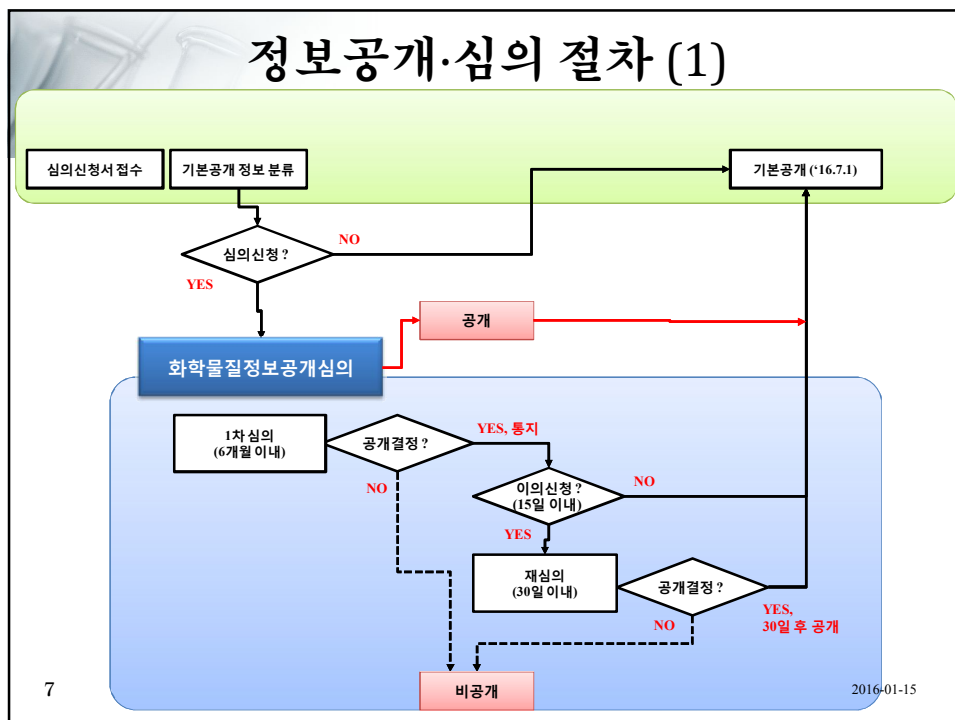 정보공개·심의 절차 (1)
심의신청서 접수
기본공개 정보 분류
기본공개 (‘16.7.1)
심의신청 ?
NO
YES
공개
화학물질정보공개심의
1차 심의
(6개월 이내)
공개결정 ?
YES, 통지
NO
이의신청 ?
(15일 이내)
NO
YES
재심의
(30일 이내)
공개결정 ?
YES,
30일 후 공개
NO
비공개
7
2016-01-15